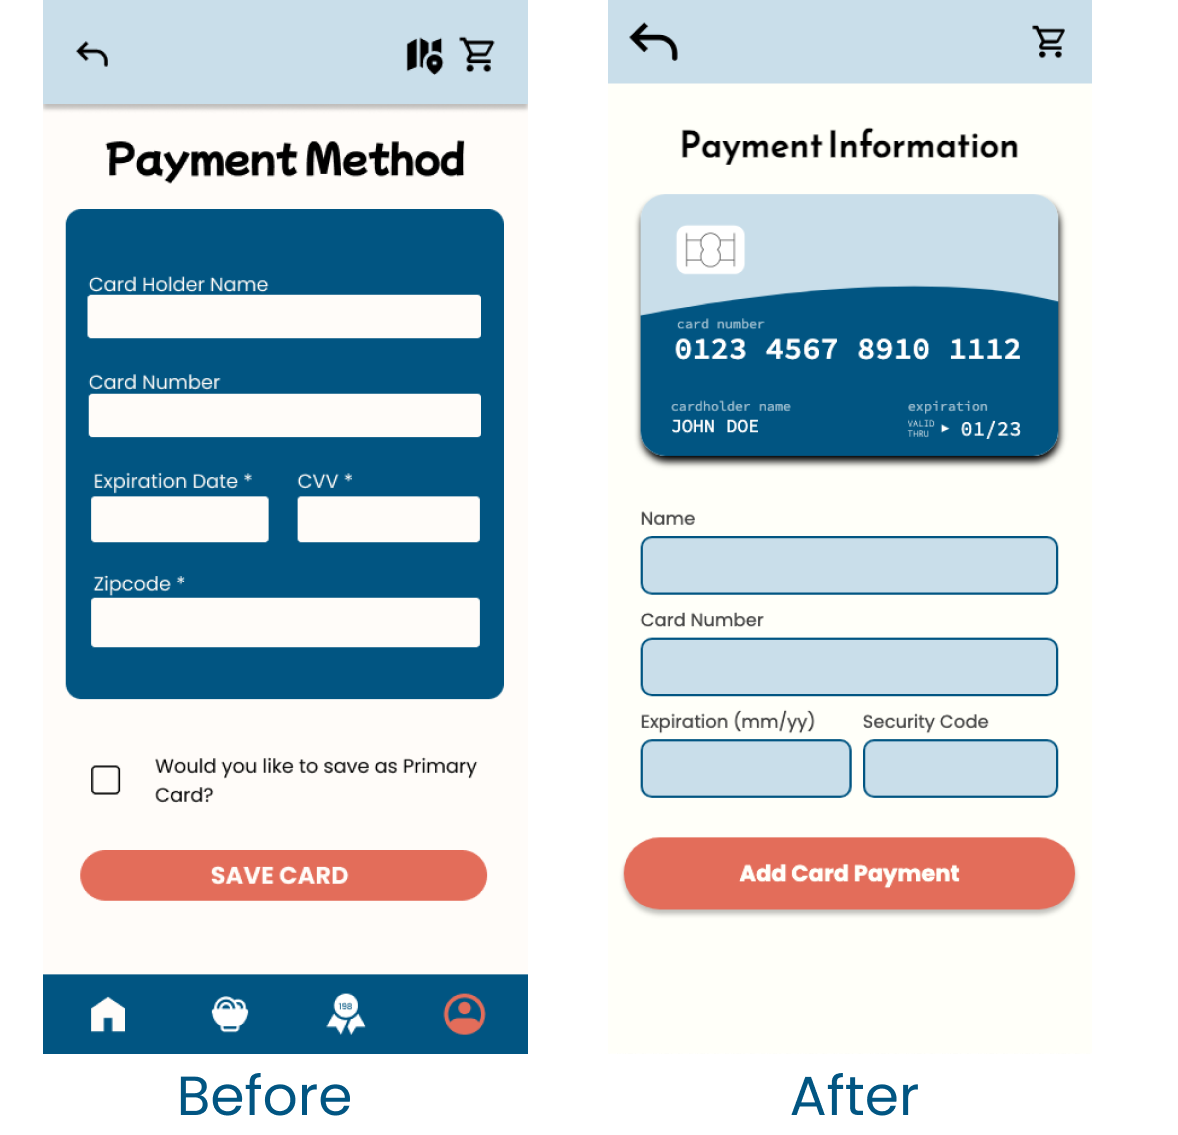 Payment Method
Card Holder Name
Card Number
Expiration Date *
CVV *
Zipcode *
Would you like to save as Primary
Card?
SAVE CARD
198
Before
Payment Information
card number
0123 4567 8910 1112
cardholder name
JOHN DOE
expiration
VALID
THRU
01/23
Name
Card Number
Expiration (mm/yy)
Security Code
Add Card Payment
After